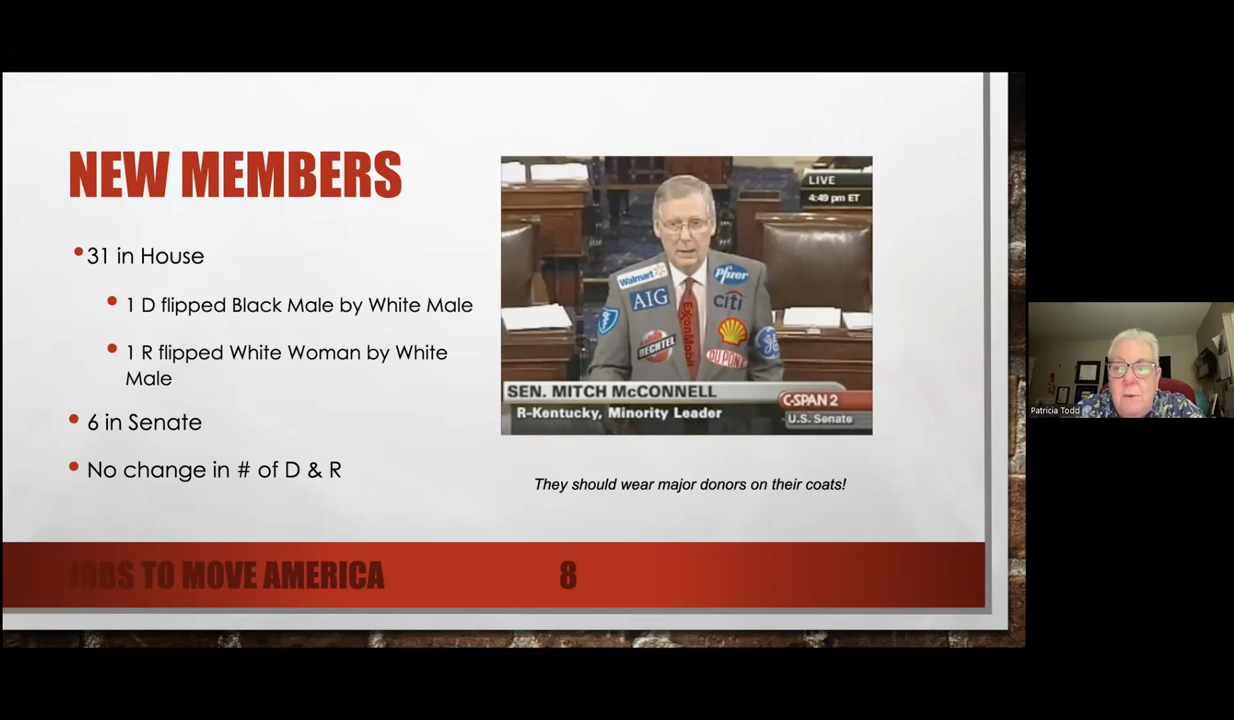 NEW MEMBERS
31 in House
1 D flipped Black Male by White Male
1 R flipped White Woman by White
Male
6 in Senate
No change in # of D & R
LIVE
4:49 pm ET
Walmart
Pfizer
AIG
citi
ExxonMobil
BECHTEL
DU PONT
GE
SEN. MITCH McCONNELL
R-Kentucky, Minority Leader
C-SPAN 2
U.S. Senate
They should wear major donors on their coats!
JOBS TO MOVE AMERICA
8
Patricia Todd